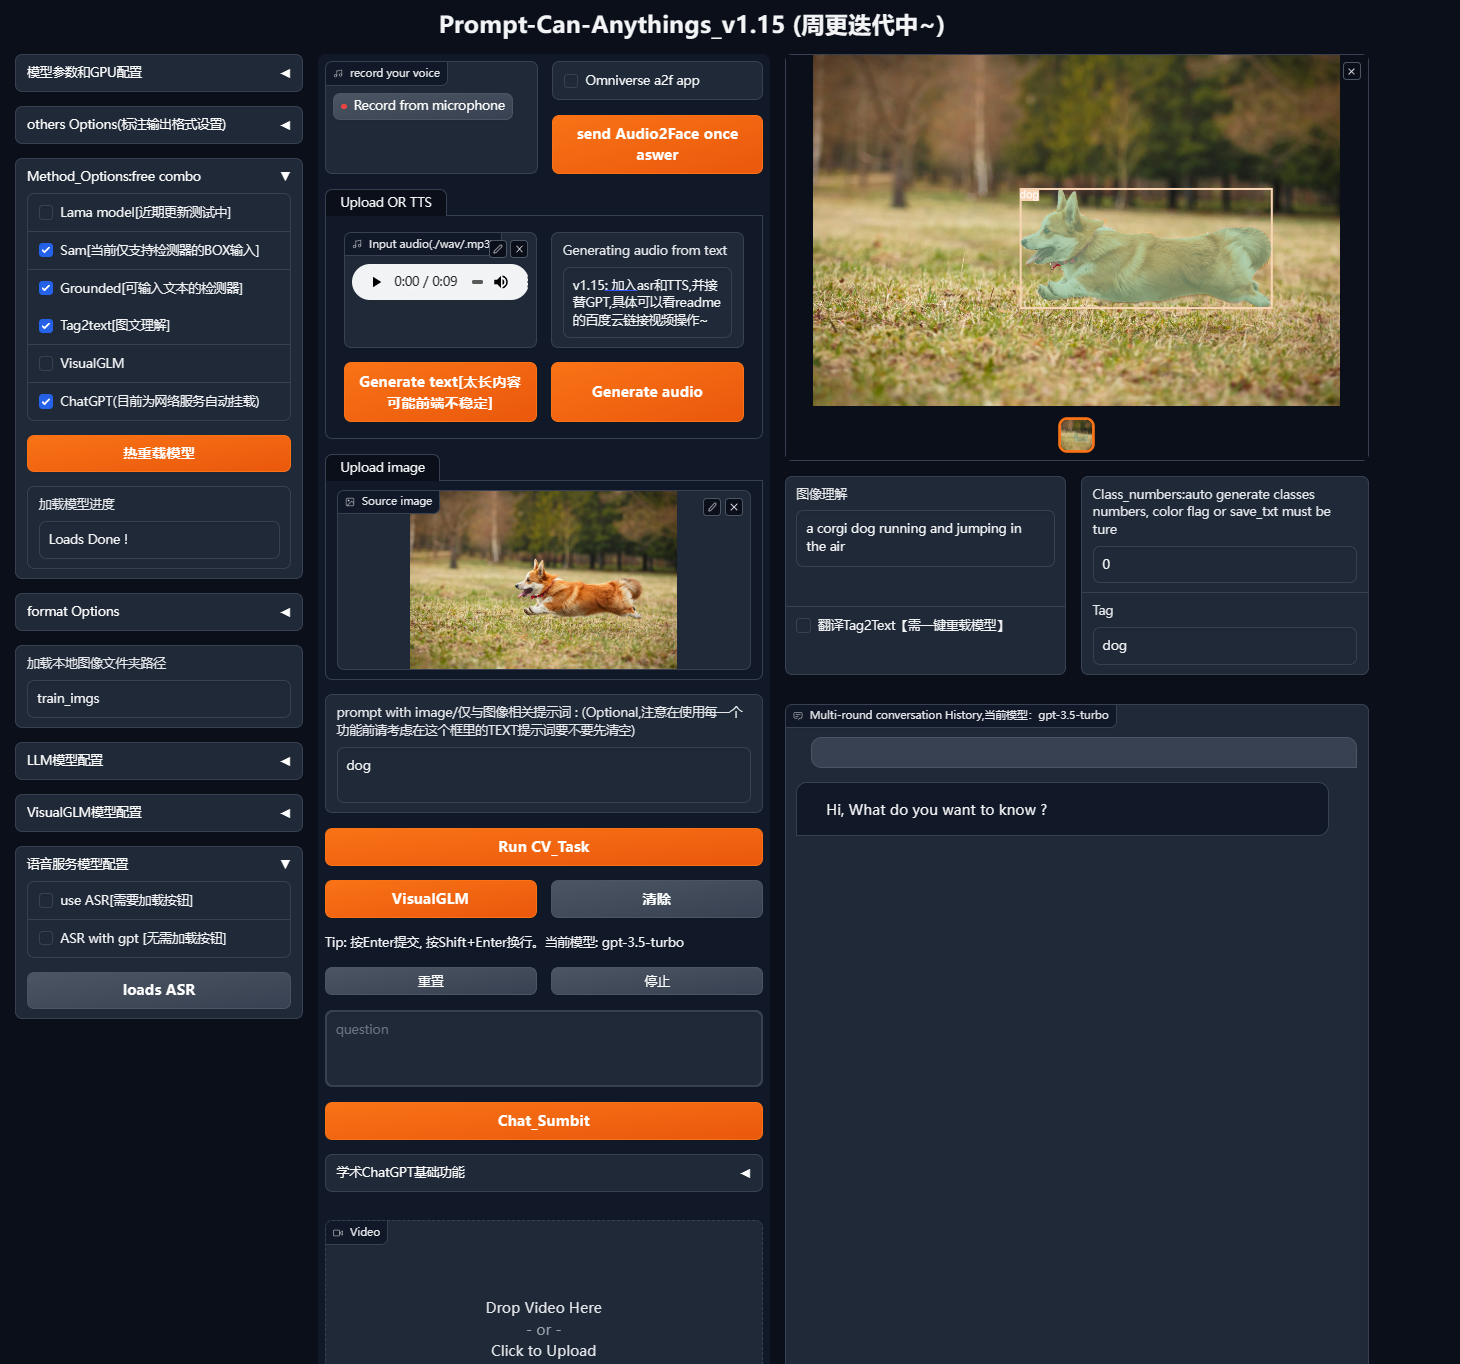 Prompt-Can-Anythings_v1.15 (周更迭代中~)
模型参数和GPU配置
others Options(标注输出格式设置)
Method_Options:free combo
Lama model[近期更新测试中]
Sam[当前仅支持检测器的BOX输入]
Grounded[可输入文本的检测器]
Tag2text[图文理解]
VisualGLM
ChatGPT(目前为网络服务自动挂载)
热重载模型
加载模型进度
Loads Done !
format Options
加载本地图像文件夹路径
train_imgs
LLM模型配置
VisualGLM模型配置
语音服务模型配置
use ASR[需要加载按钮]
ASR with gpt [无需加载按钮]
loads ASR
record your voice
Record from microphone
Omniverse a2f app
send Audio2Face once
aswer
Upload OR TTS
Input audio(./wav/.mp3
0:00 / 0:09
Generating audio from text
v1.15: 加入asr和TTS,并接
替GPT,具体可以看readme
的百度云链接视频操作~
Generate text[太长内容
可能前端不稳定]
Generate audio
Upload image
Source image
prompt with image/仅与图像相关提示词 : (Optional,注意在使用每一个
功能前请考虑在这个框里的TEXT提示词要不要先清空)
dog
Run CV_Task
VisualGLM
清除
Tip: 按Enter提交, 按Shift+Enter换行。当前模型: gpt-3.5-turbo
重置
停止
question
Chat_Sumbit
学术ChatGPT基础功能
Video
Drop Video Here
- or -
Click to Upload
dog
图像理解
a corgi dog running and jumping in
the air
翻译Tag2Text【需一键重载模型】
Class_numbers:auto generate classes
numbers, color flag or save_txt must be
ture
0
Tag
dog
Multi-round conversation History,当前模型：gpt-3.5-turbo
Hi, What do you want to know ?